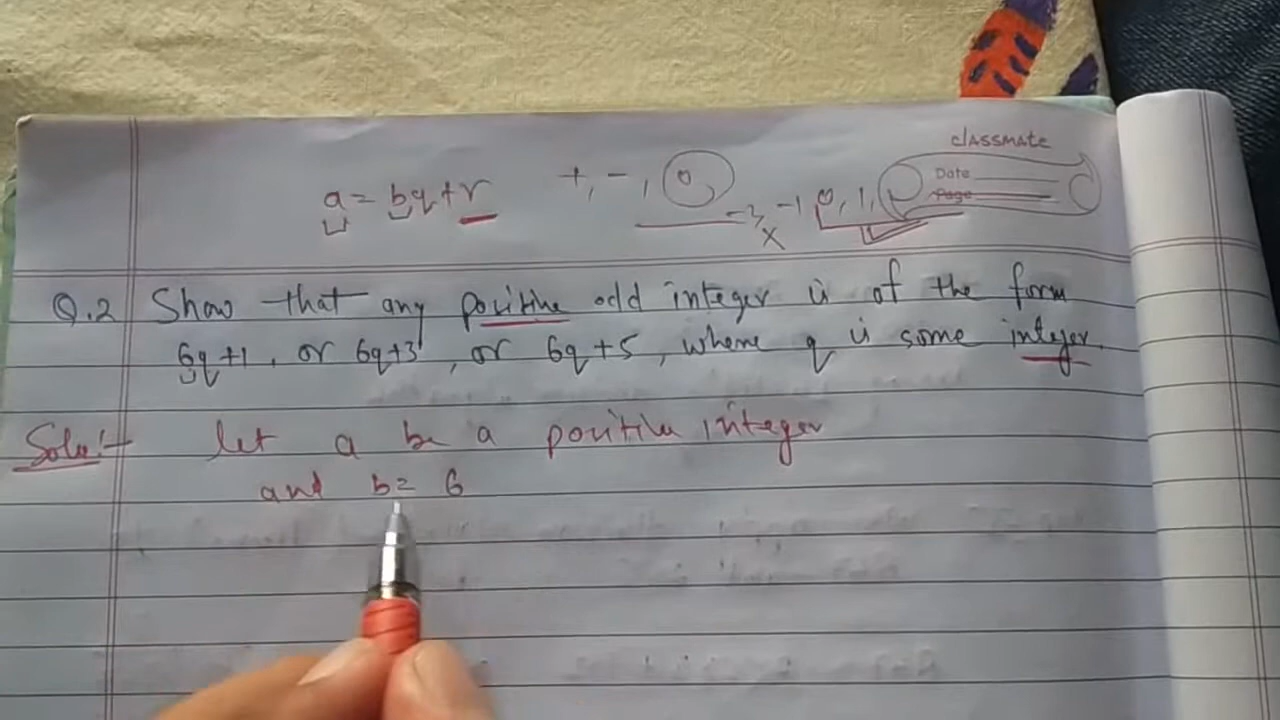 classmate
Date
Page
a = bq + r +, -, 0 -3, -1 0, 1,
Q.2 Show that any positive odd integer is of the form
6q+1, or 6q+3, or 6q+5, where q is some integer.
Solu:- let a be a positive integer
and b = 6